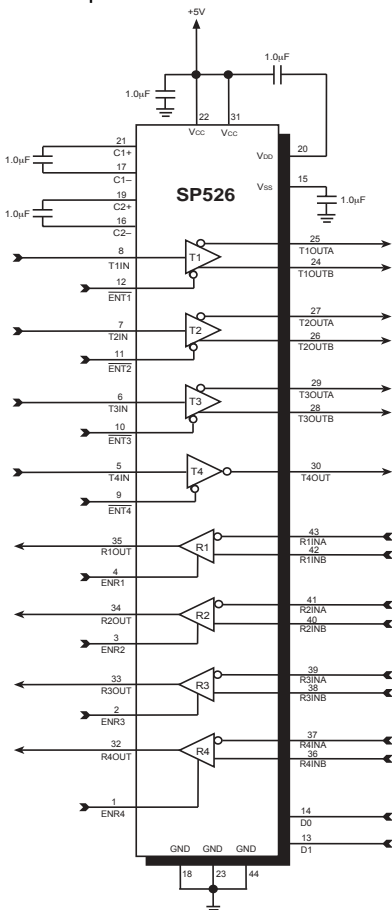 +5V
1.0µF
1.0µF
22
31
VCC
VCC
21
C1+
1.0µF
17
C1–
19
C2+
1.0µF
16
C2–
VDD
20
VSS
15
1.0µF
SP526
8
T1IN
T1
25
T1OUTA
24
T1OUTB
12
ENT1
7
T2IN
T2
27
T2OUTA
26
T2OUTB
11
ENT2
6
T3IN
T3
29
T3OUTA
28
T3OUTB
10
ENT3
5
T4IN
T4
30
T4OUT
9
ENT4
35
R1OUT
R1
43
R1INA
42
R1INB
4
ENR1
34
R2OUT
R2
41
R2INA
40
R2INB
3
ENR2
33
R3OUT
R3
39
R3INA
38
R3INB
2
ENR3
32
R4OUT
R4
37
R4INA
36
R4INB
1
ENR4
14
D0
13
D1
GND GND GND
18 23 44